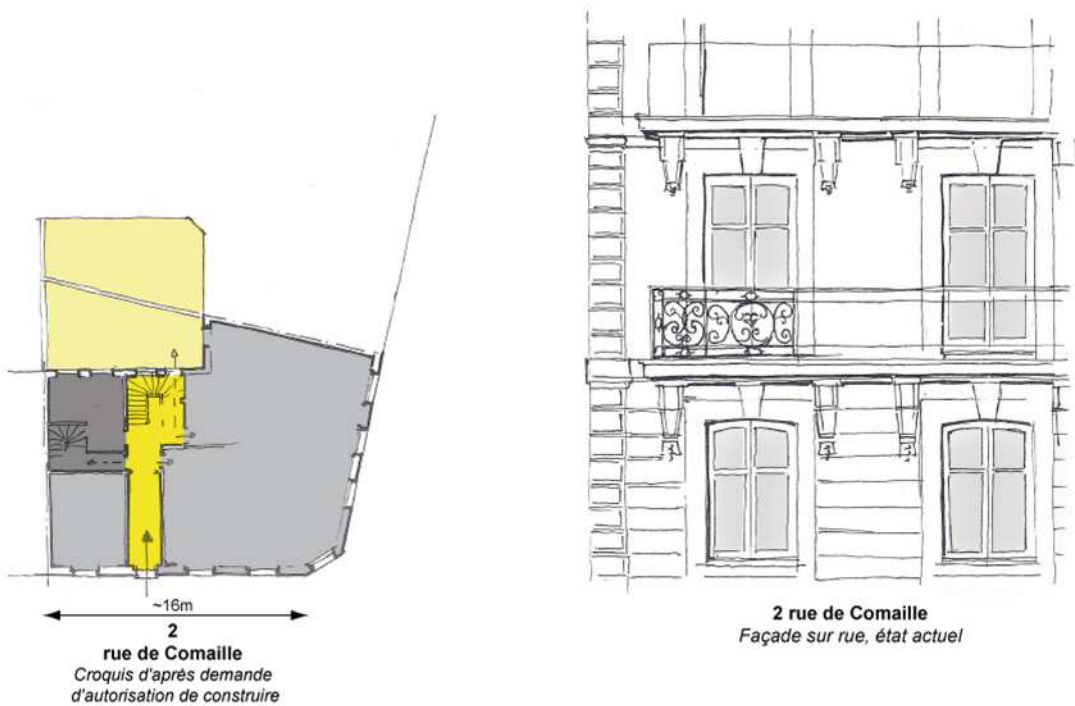 ~16m
2
rue de Comaille
Croquis d'après demande
d'autorisation de construire
2 rue de Comaille
Façade sur rue, état actuel